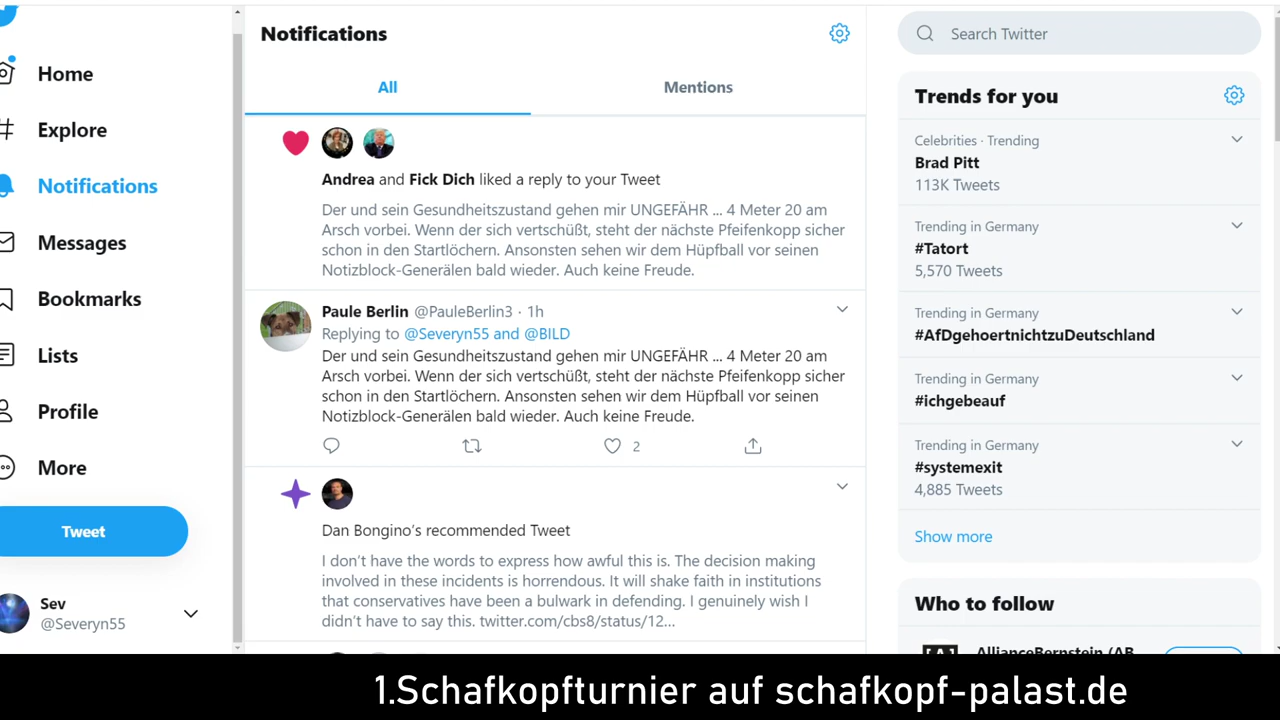 Home
Explore
Notifications
Messages
Bookmarks
Lists
Profile
More
Tweet
Sev
@Severyn55
Notifications
All
Mentions
Andrea and Fick Dich liked a reply to your Tweet
Der und sein Gesundheitszustand gehen mir UNGEFÄHR ... 4 Meter 20 am
Arsch vorbei. Wenn der sich vertschüßt, steht der nächste Pfeifenkopp sicher
schon in den Startlöchern. Ansonsten sehen wir dem Hüpfball vor seinen
Notizblock-Generälen bald wieder. Auch keine Freude.
Paule Berlin @PauleBerlin3 · 1h
Replying to @Severyn55 and @BILD
Der und sein Gesundheitszustand gehen mir UNGEFÄHR ... 4 Meter 20 am
Arsch vorbei. Wenn der sich vertschüßt, steht der nächste Pfeifenkopp sicher
schon in den Startlöchern. Ansonsten sehen wir dem Hüpfball vor seinen
Notizblock-Generälen bald wieder. Auch keine Freude.
2
Dan Bongino's recommended Tweet
I don't have the words to express how awful this is. The decision making
involved in these incidents is horrendous. It will shake faith in institutions
that conservatives have been a bulwark in defending. I genuinely wish I
didn't have to say this. twitter.com/cbs8/status/12...
Search Twitter
Trends for you
Celebrities · Trending
Brad Pitt
113K Tweets
Trending in Germany
#Tatort
5,570 Tweets
Trending in Germany
#AfDgehoertnichtzuDeutschland
Trending in Germany
#ichgebeauf
Trending in Germany
#systemexit
4,885 Tweets
Show more
Who to follow
AllianceBernstein (AB
1.Schafkopfturnier auf schafkopf-palast.de